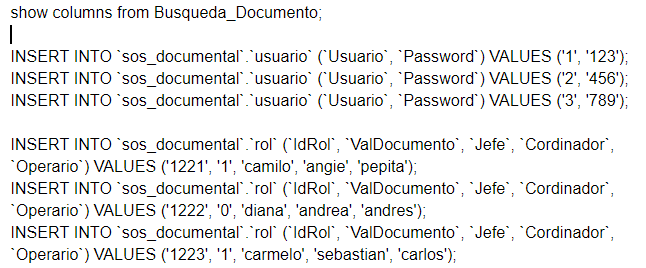 show columns from Busqueda_Documento;
INSERT INTO `sos_documental`.`usuario` (`Usuario`, `Password`) VALUES ('1', '123');
INSERT INTO `sos_documental`.`usuario` (`Usuario`, `Password`) VALUES ('2', '456');
INSERT INTO `sos_documental`.`usuario` (`Usuario`, `Password`) VALUES ('3', '789');
INSERT INTO `sos_documental`.`rol` (`IdRol`, `ValDocumento`, `Jefe`, `Cordinador`,
`Operario`) VALUES ('1221', '1', 'camilo', 'angie', 'pepita');
INSERT INTO `sos_documental`.`rol` (`IdRol`, `ValDocumento`, `Jefe`, `Cordinador`,
`Operario`) VALUES ('1222', '0', 'diana', 'andrea', 'andres');
INSERT INTO `sos_documental`.`rol` (`IdRol`, `ValDocumento`, `Jefe`, `Cordinador`,
`Operario`) VALUES ('1223', '1', 'carmelo', 'sebastian', 'carlos');